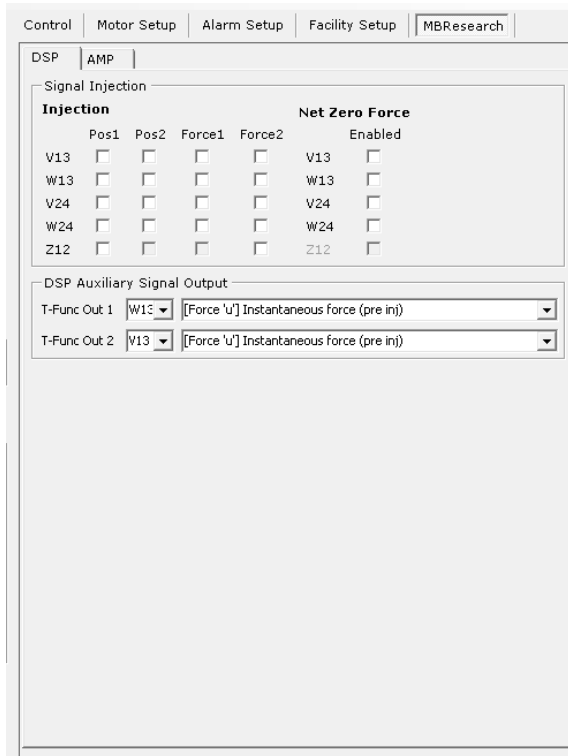 Control Motor Setup Alarm Setup Facility Setup MBResearch
DSP AMP
Signal Injection
Injection Net Zero Force
Pos1 Pos2 Force1 Force2 Enabled
V13 V13
W13 W13
V24 V24
W24 W24
Z12 Z12
DSP Auxiliary Signal Output
T-Func Out 1 W13 [Force 'u'] Instantaneous force (pre inj)
T-Func Out 2 V13 [Force 'u'] Instantaneous force (pre inj)